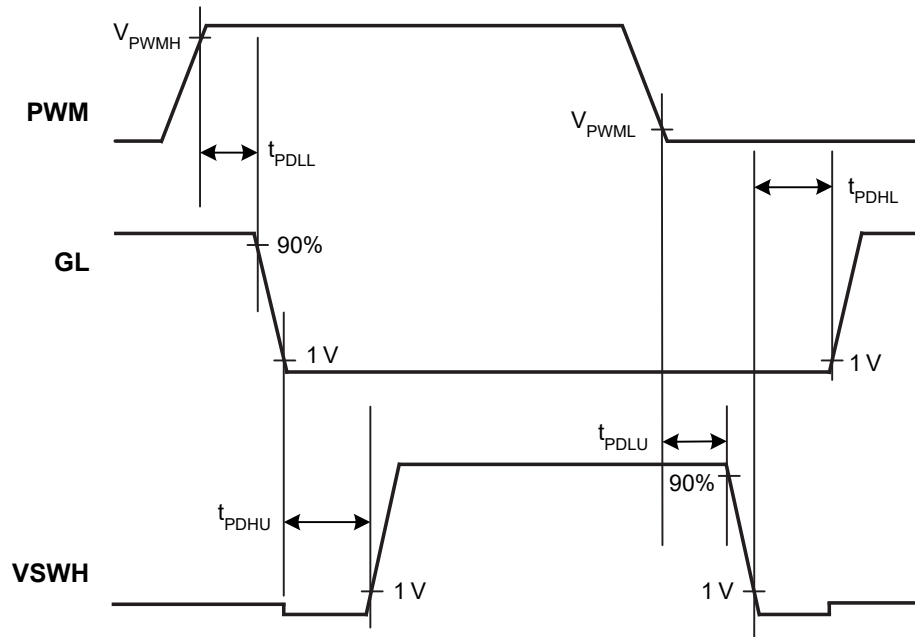 V_PWMH
PWM
V_PWML
t_PDLL
t_PDHL
90%
GL
1 V
1 V
t_PDLU
90%
t_PDHU
VSWH
1 V
1 V